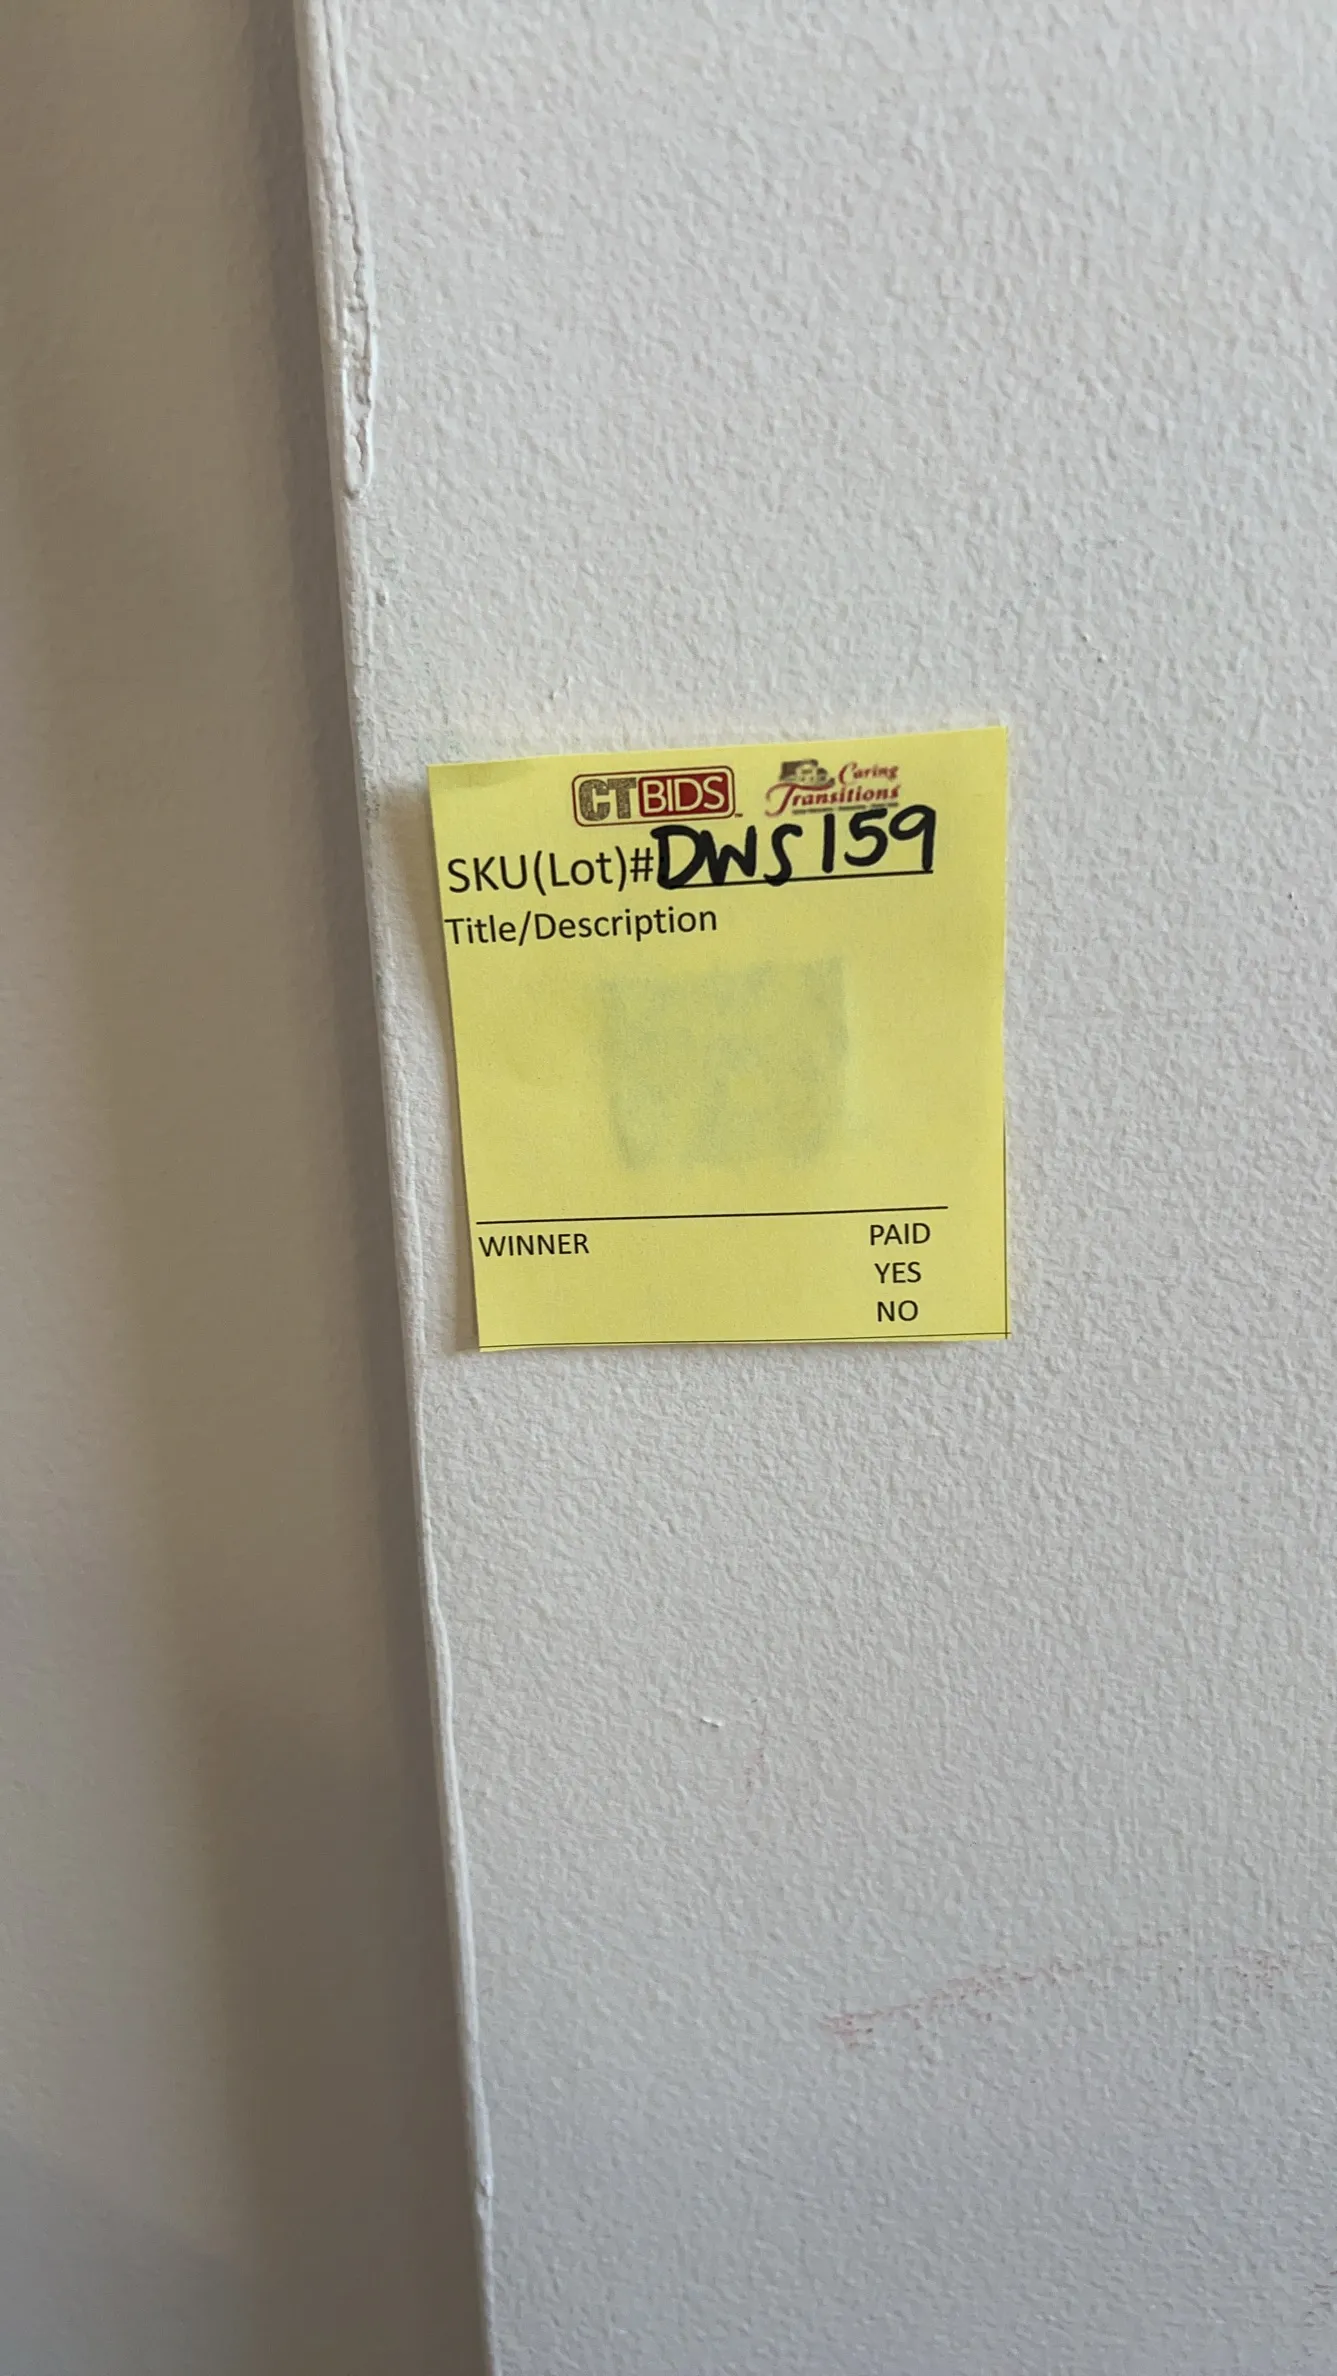 CTBIDS Caring
Transitions
SKU(Lot)# DWS159
Title/Description
WINNER PAID
YES
NO